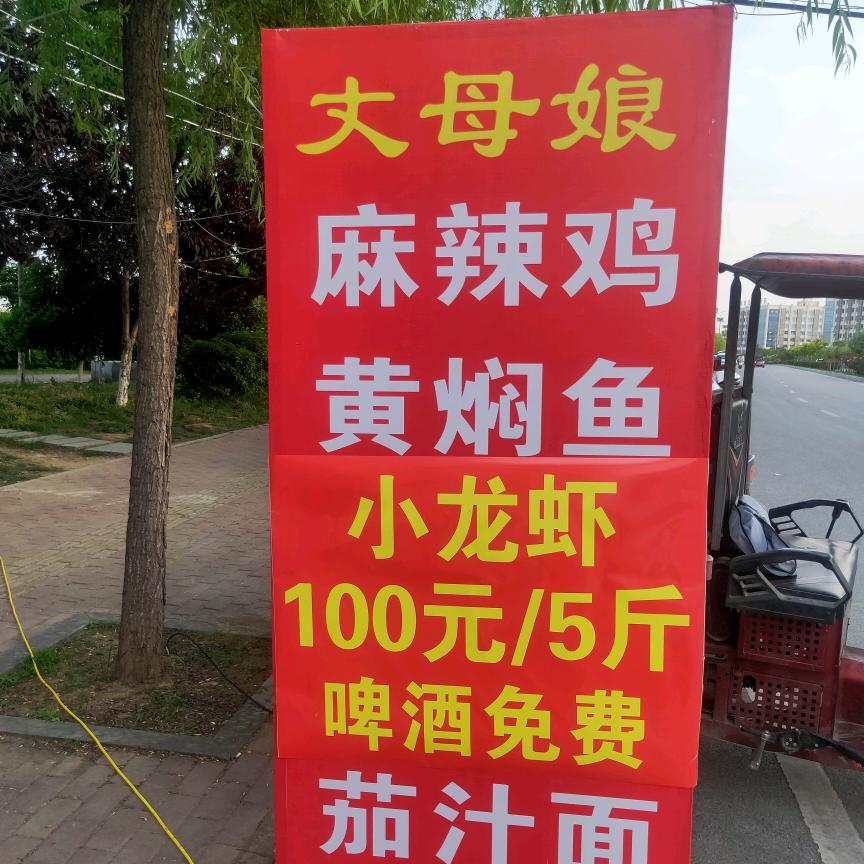 丈母娘
麻辣鸡
黄焖鱼
小龙虾
100元/5斤
啤酒免费
茄汁面